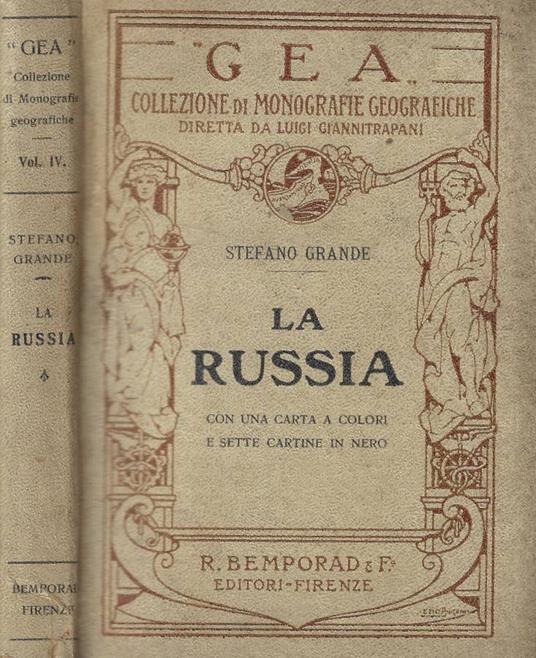 "GEA"
Collezione
di Monografie
geografiche
Vol. IV.
STEFANO
GRANDE
LA
RUSSIA
BEMPORAD
FIRENZE
"GEA"
COLLEZIONE DI MONOGRAFIE GEOGRAFICHE
DIRETTA DA LUIGI GIANNITRAPANI
STEFANO GRANDE
LA
RUSSIA
CON UNA CARTA A COLORI
E SETTE CARTINE IN NERO
R. BEMPORAD & F.º
EDITORI-FIRENZE